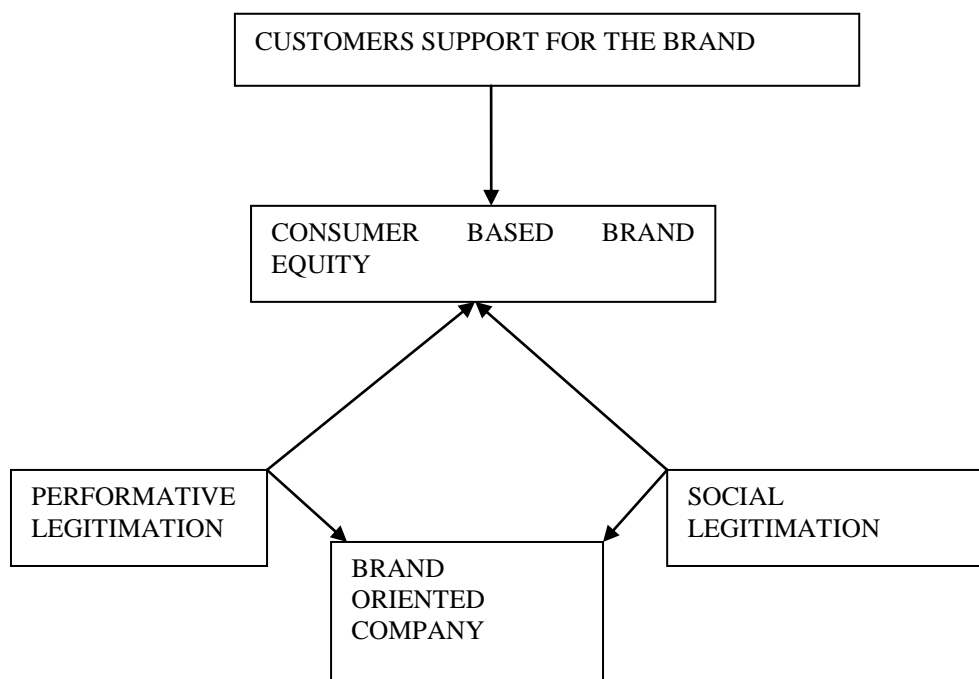 CUSTOMERS SUPPORT FOR THE BRAND
CONSUMER BASED BRAND
EQUITY
PERFORMATIVE
LEGITIMATION
SOCIAL
LEGITIMATION
BRAND
ORIENTED
COMPANY